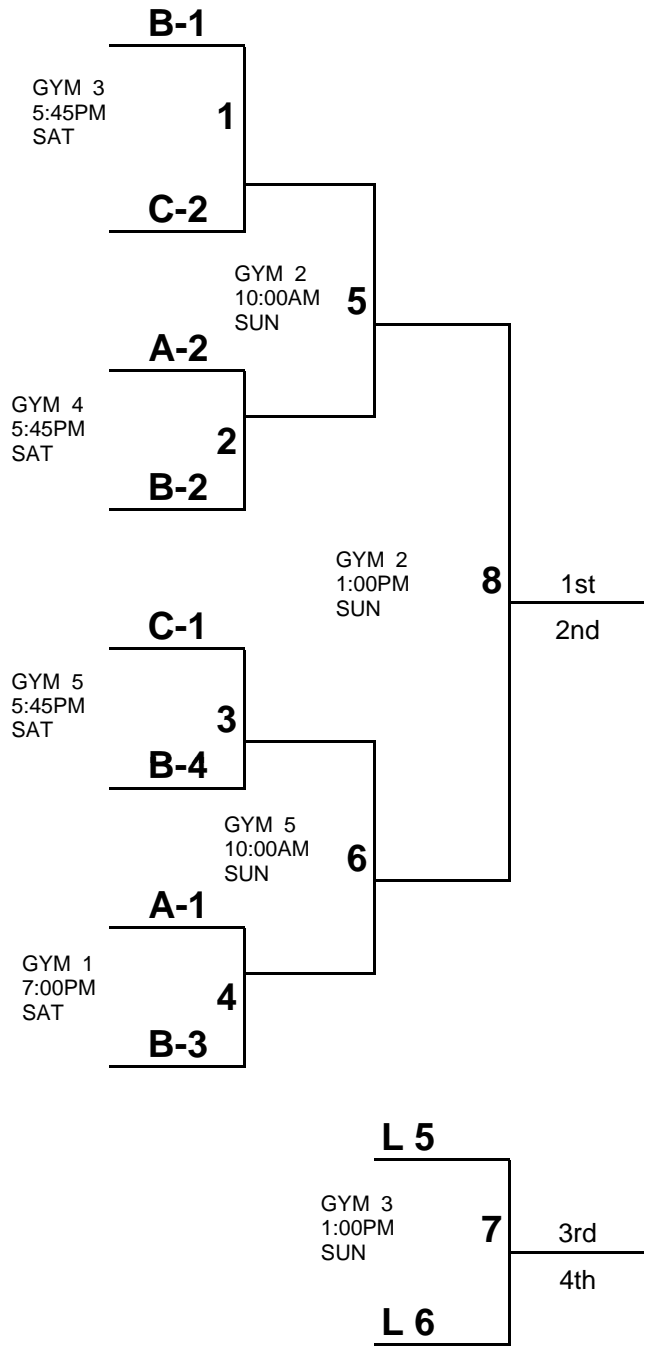 B-1
GYM 3
5:45PM
SAT
1
C-2
GYM 2
10:00AM
SUN
5
A-2
GYM 4
5:45PM
SAT
2
B-2
GYM 2
1:00PM
SUN
8
1st
2nd
C-1
GYM 5
5:45PM
SAT
3
B-4
GYM 5
10:00AM
SUN
6
A-1
GYM 1
7:00PM
SAT
4
B-3
L 5
GYM 3
1:00PM
SUN
7
3rd
4th
L 6